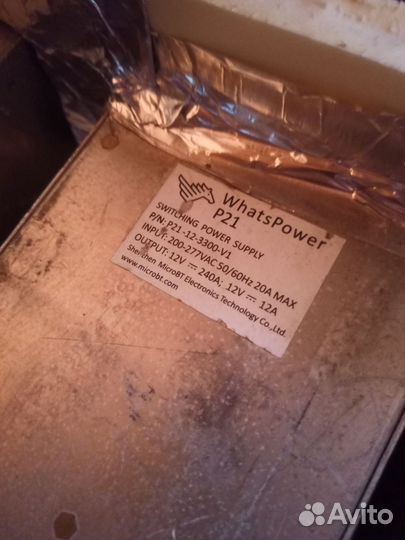 WhatsPower
P21
SWITCHING POWER SUPPLY
P/N: P21-12-3300-V1
INPUT: 200-277VAC 50/60Hz 20A MAX
OUTPUT: 12V ⎓ 240A; 12V ⎓ 12A
Shenzhen MicroBT Electronics Technology Co.,Ltd.
www.microbt.com
Avito